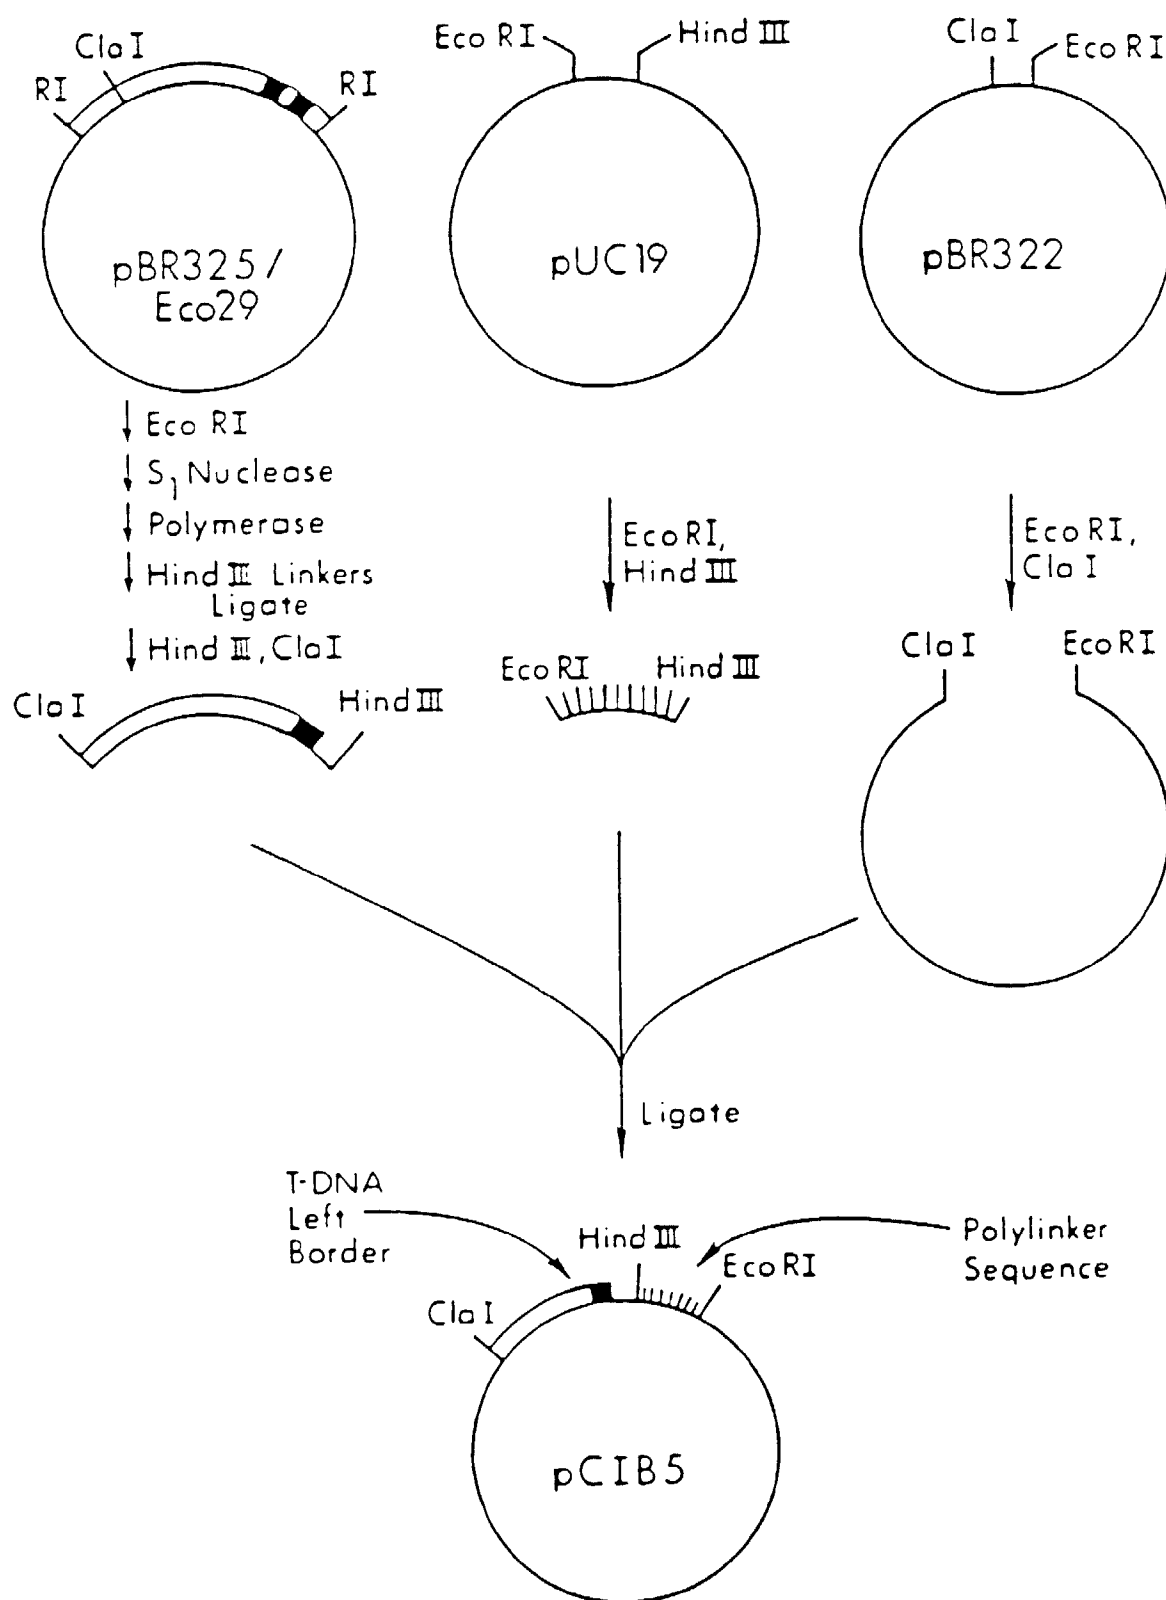 Cla I
RI
RI
pBR325 /
Eco29
Eco RI
Hind III
pUC19
Cla I
Eco RI
pBR322
Eco RI
S1 Nuclease
Polymerase
Hind III Linkers
Ligate
Hind III, Cla I
Eco RI,
Hind III
Eco RI,
Cla I
Cla I
Hind III
Eco RI
Hind III
Cla I
Eco RI
Ligate
T-DNA
Left
Border
Hind III
Eco RI
Polylinker
Sequence
Cla I
pCIB5